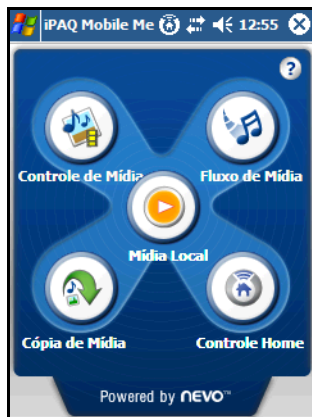 iPAQ Mobile Me 12:55
?
Controle de Mídia
Fluxo de Mídia
Mídia Local
Cópia de Mídia
Controle Home
Powered by nevo™